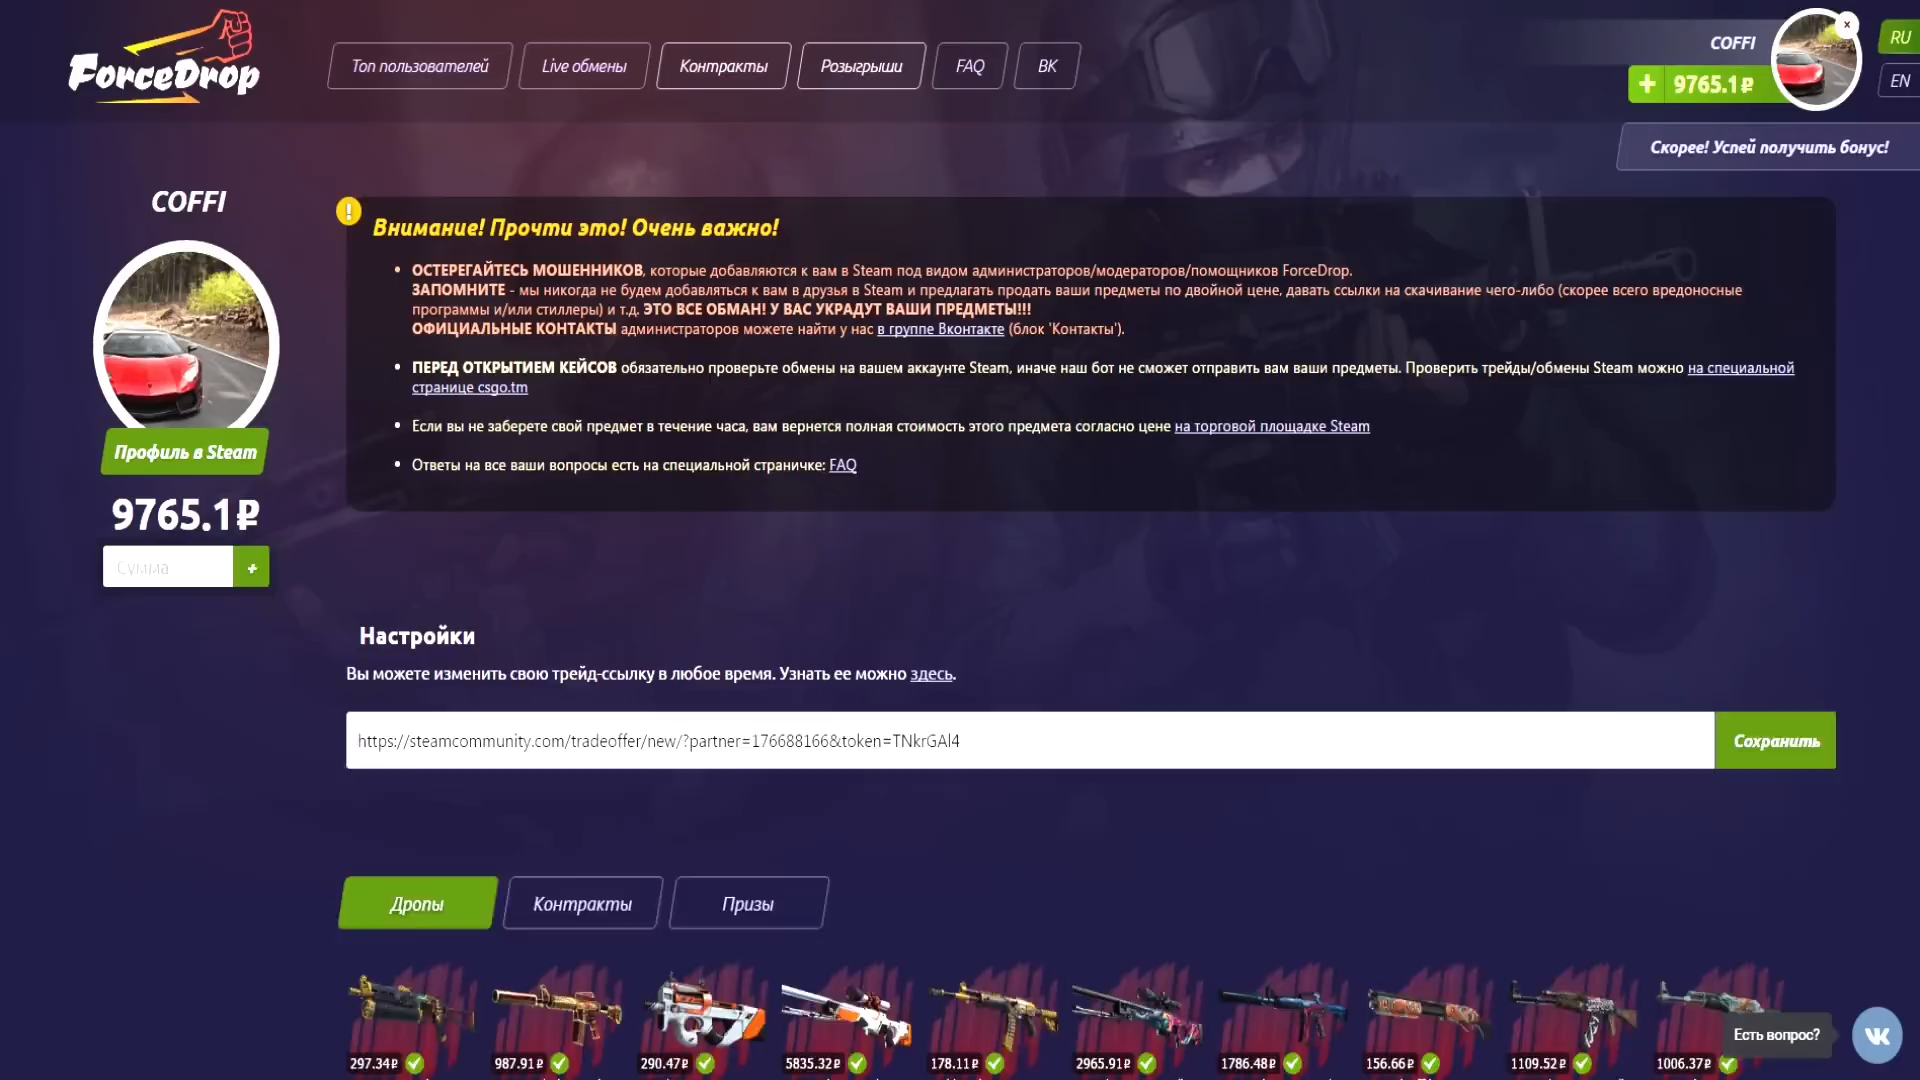 ForceDrop
Топ пользователей
Live обмены
Контракты
Розыгрыши
FAQ
ВК
COFFI
+ 9765.1₽
×
RU
EN
Скорее! Успей получить бонус!
COFFI
Профиль в Steam
9765.1₽
Сумма
+
!
Внимание! Прочти это! Очень важно!
• ОСТЕРЕГАЙТЕСЬ МОШЕННИКОВ, которые добавляются к вам в Steam под видом администраторов/модераторов/помощников ForceDrop.
ЗАПОМНИТЕ - мы никогда не будем добавляться к вам в друзья в Steam и предлагать продать ваши предметы по двойной цене, давать ссылки на скачивание чего-либо (скорее всего вредоносные
программы и/или стиллеры) и т.д. ЭТО ВСЕ ОБМАН! У ВАС УКРАДУТ ВАШИ ПРЕДМЕТЫ!!!
ОФИЦИАЛЬНЫЕ КОНТАКТЫ администраторов можете найти у нас в группе Вконтакте (блок 'Контакты').
• ПЕРЕД ОТКРЫТИЕМ КЕЙСОВ обязательно проверьте обмены на вашем аккаунте Steam, иначе наш бот не сможет отправить вам ваши предметы. Проверить трейды/обмены Steam можно на специальной
странице csgo.tm
• Если вы не заберете свой предмет в течение часа, вам вернется полная стоимость этого предмета согласно цене на торговой площадке Steam
• Ответы на все ваши вопросы есть на специальной страничке: FAQ
Настройки
Вы можете изменить свою трейд-ссылку в любое время. Узнать ее можно здесь.
https://steamcommunity.com/tradeoffer/new/?partner=176688166&token=TNkrGAl4
Сохранить
Дропы
Контракты
Призы
297.34₽
987.91₽
290.47₽
5835.32₽
178.11₽
2965.91₽
1786.48₽
156.66₽
1109.52₽
1006.37₽
Есть вопрос?